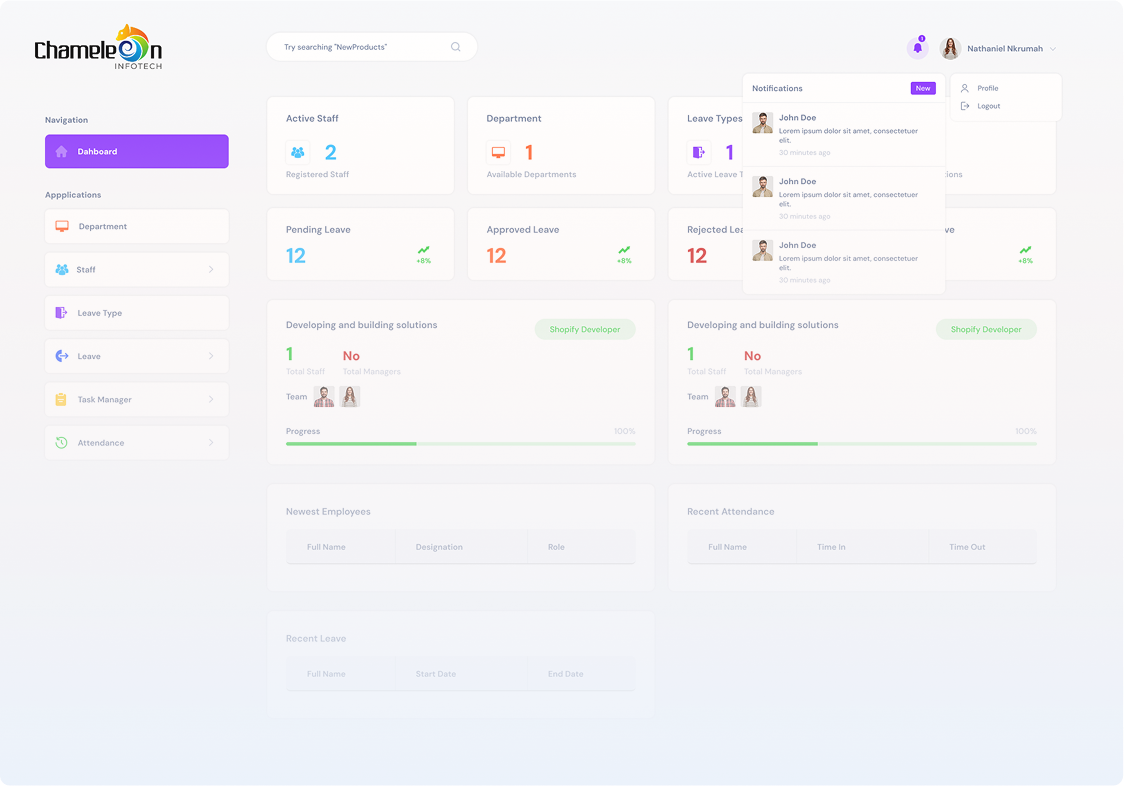 Chameleon
INFOTECH
Try searching "NewProducts"
1
Nathaniel Nkrumah
Profile
Logout
Notifications
New
John Doe
Lorem ipsum dolor sit amet, consectetuer
elit.
30 minutes ago
John Doe
Lorem ipsum dolor sit amet, consectetuer
elit.
30 minutes ago
John Doe
Lorem ipsum dolor sit amet, consectetuer
elit.
30 minutes ago
Navigation
Dahboard
Appplications
Department
Staff
Leave Type
Leave
Task Manager
Attendance
Active Staff
2
Registered Staff
Department
1
Available Departments
Leave Types
1
Active Leave
Pending Leave
12
+8%
Approved Leave
12
+8%
Rejected
12
+8%
Developing and building solutions
Shopify Developer
1
Total Staff
No
Total Managers
Team
Progress
100%
Developing and building solutions
Shopify Developer
1
Total Staff
No
Total Managers
Team
Progress
100%
Newest Employees
Full Name
Designation
Role
Recent Attendance
Full Name
Time In
Time Out
Recent Leave
Full Name
Start Date
End Date